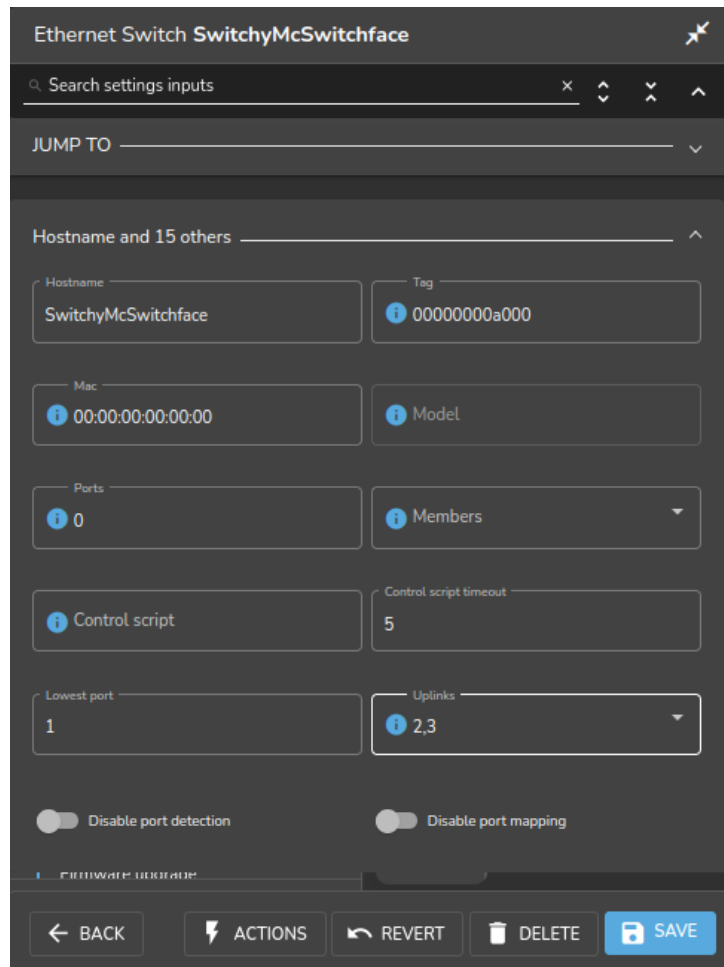 Ethernet Switch SwitchyMcSwitchface
Search settings inputs
JUMP TO
Hostname and 15 others
Hostname
SwitchyMcSwitchface
Tag
00000000a000
Mac
00:00:00:00:00:00
Model
Ports
0
Members
Control script
Control script timeout
5
Lowest port
1
Uplinks
2,3
Disable port detection
Disable port mapping
Firmware upgrade
BACK
ACTIONS
REVERT
DELETE
SAVE